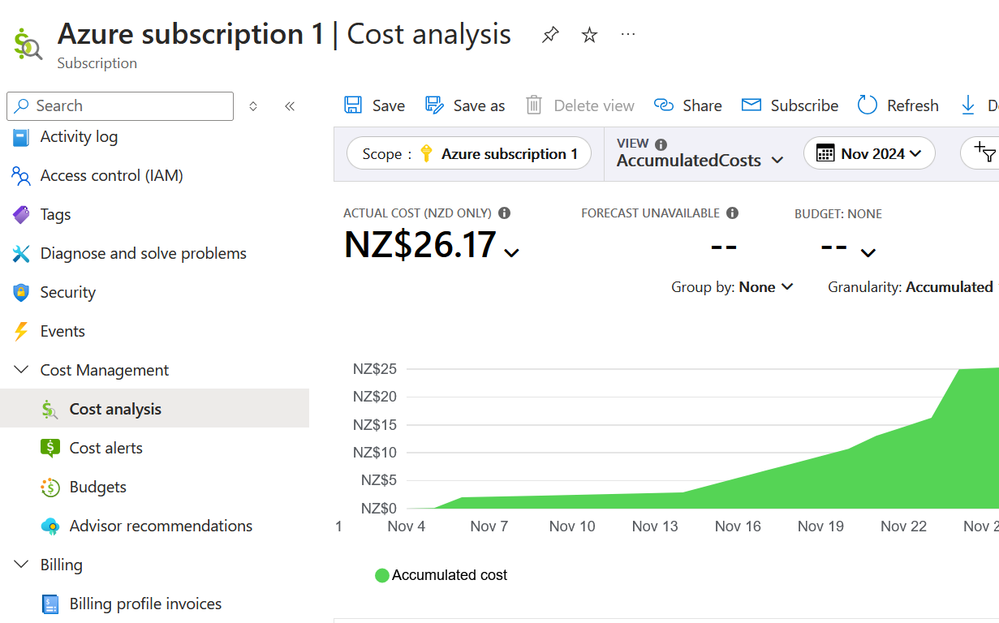 Azure subscription 1 | Cost analysis
Subscription
Search
Activity log
Access control (IAM)
Tags
Diagnose and solve problems
Security
Events
Cost Management
Cost analysis
Cost alerts
Budgets
Advisor recommendations
Billing
Billing profile invoices
Save Save as Delete view Share Subscribe Refresh
Scope : Azure subscription 1
VIEW
AccumulatedCosts
Nov 2024
ACTUAL COST (NZD ONLY)
NZ$26.17
FORECAST UNAVAILABLE
--
BUDGET: NONE
--
Group by: None Granularity: Accumulated
NZ$25
NZ$20
NZ$15
NZ$10
NZ$5
NZ$0
1 Nov 4 Nov 7 Nov 10 Nov 13 Nov 16 Nov 19 Nov 22 Nov
Accumulated cost